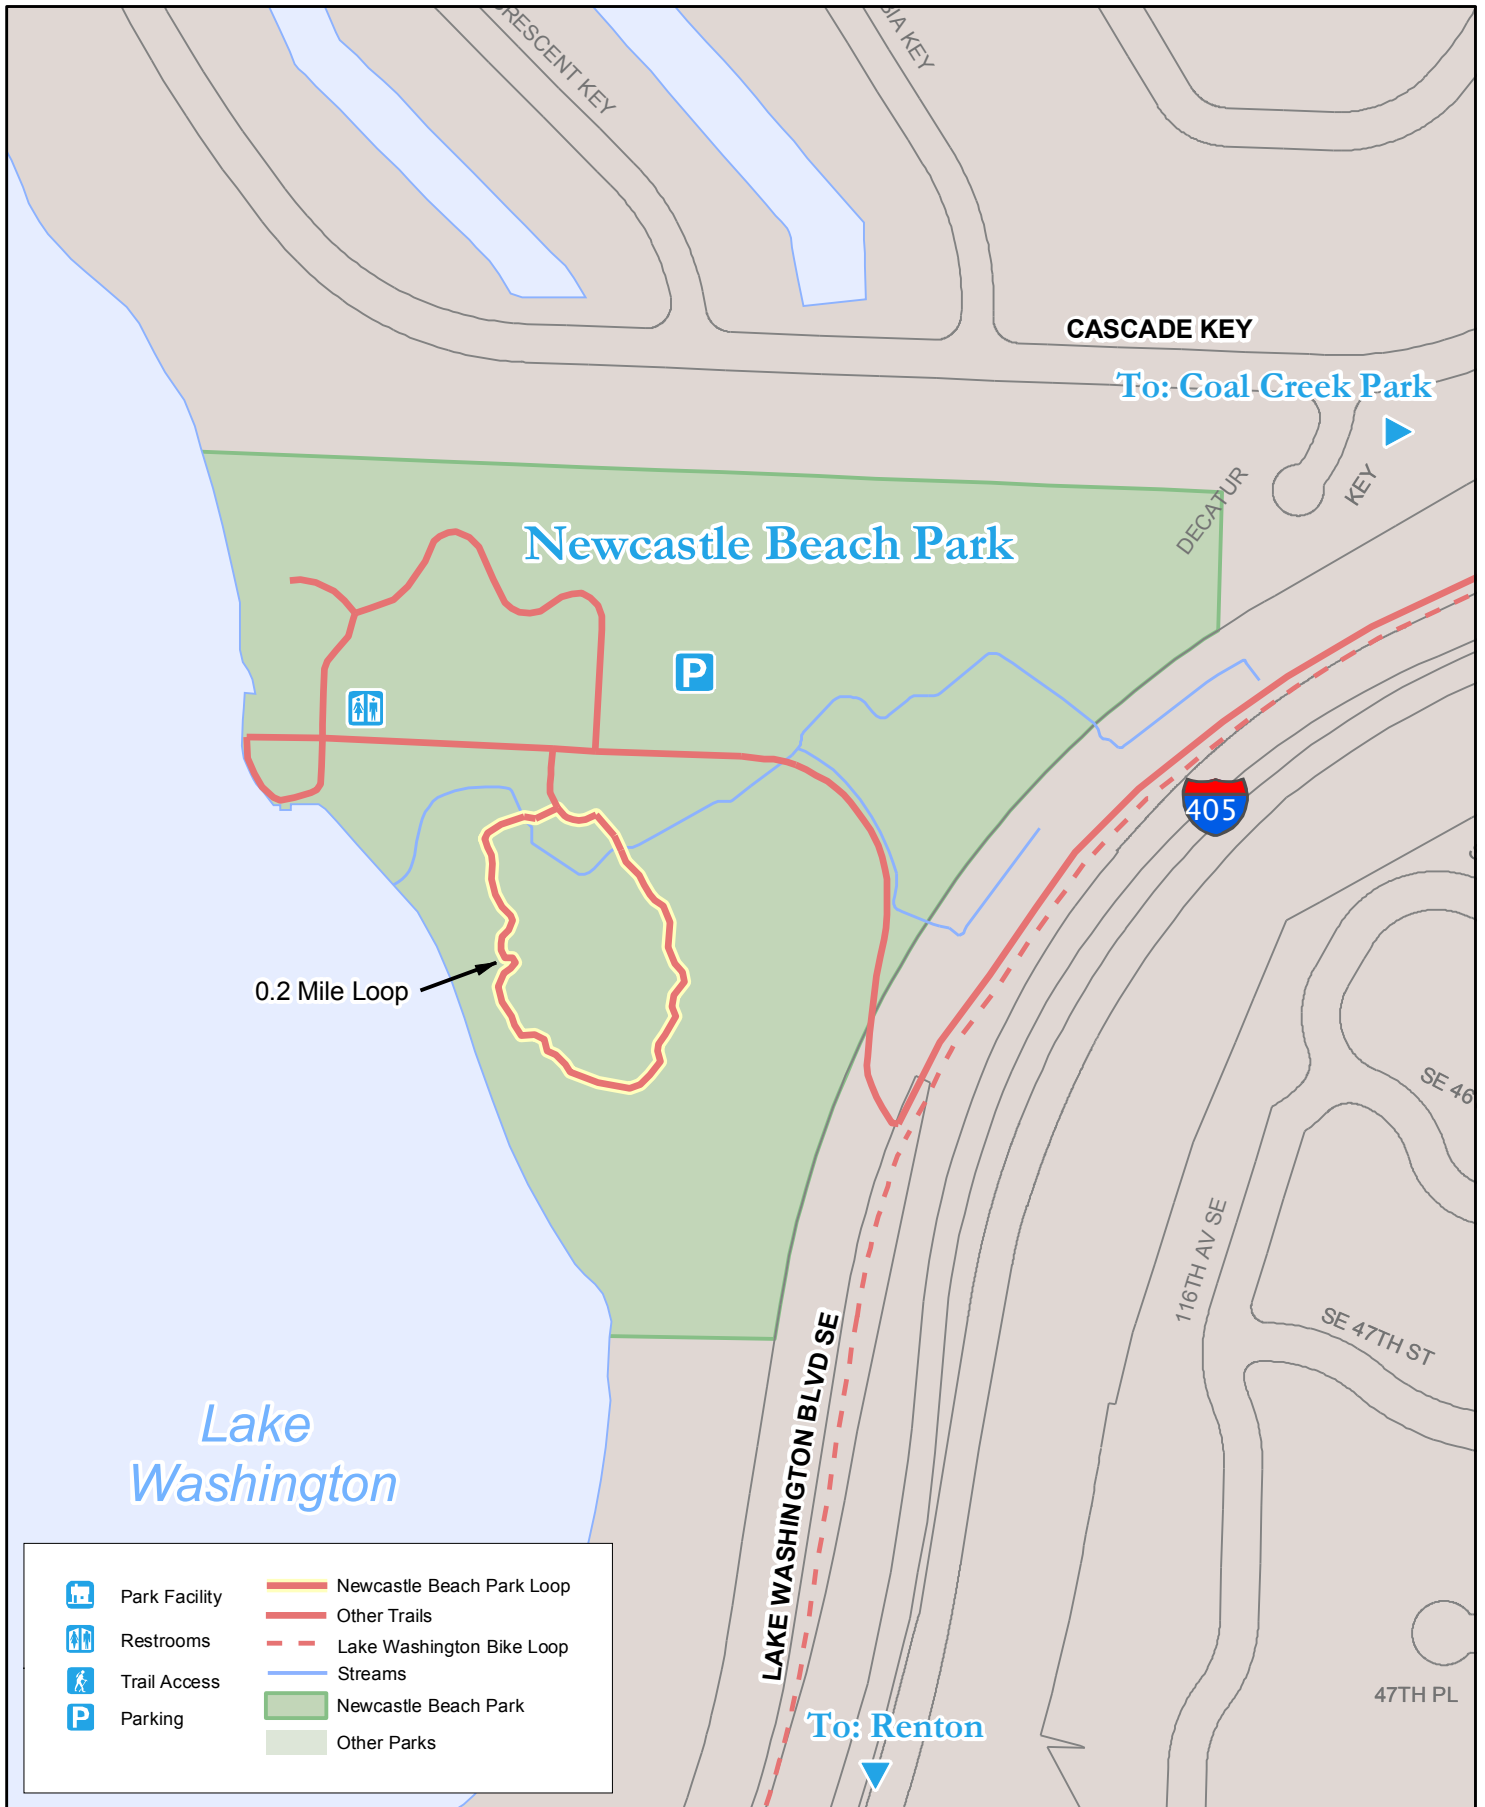 CRESCENT KEY
KEY
CASCADE KEY
To: Coal Creek Park
DECATUR
KEY
Newcastle Beach Park
P
405
0.2 Mile Loop
SE 46
116TH AV SE
SE 47TH ST
LAKE WASHINGTON BLVD SE
Lake
Washington
47TH PL
To: Renton
Park Facility
Restrooms
Trail Access
P Parking
Newcastle Beach Park Loop
Other Trails
Lake Washington Bike Loop
Streams
Newcastle Beach Park
Other Parks